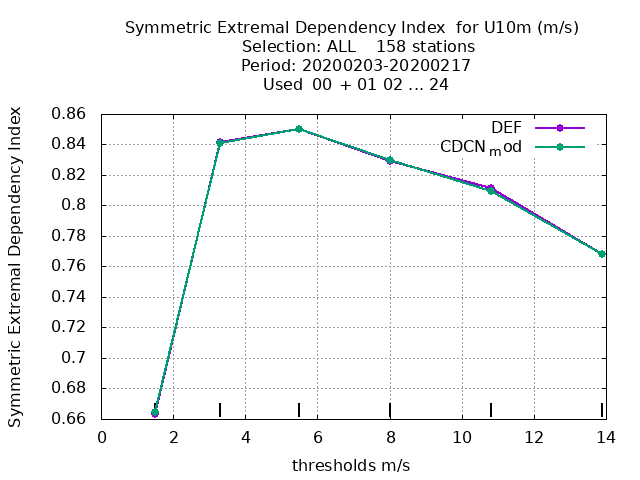 Symmetric Extremal Dependency Index  for U10m (m/s)
Selection: ALL    158 stations
Period: 20200203-20200217
Used  00 + 01 02 ... 24
Symmetric Extremal Dependency Index
0.86
0.84
0.82
0.8
0.78
0.76
0.74
0.72
0.7
0.68
0.66
DEF
CDCNmod
0 2 4 6 8 10 12 14
thresholds m/s